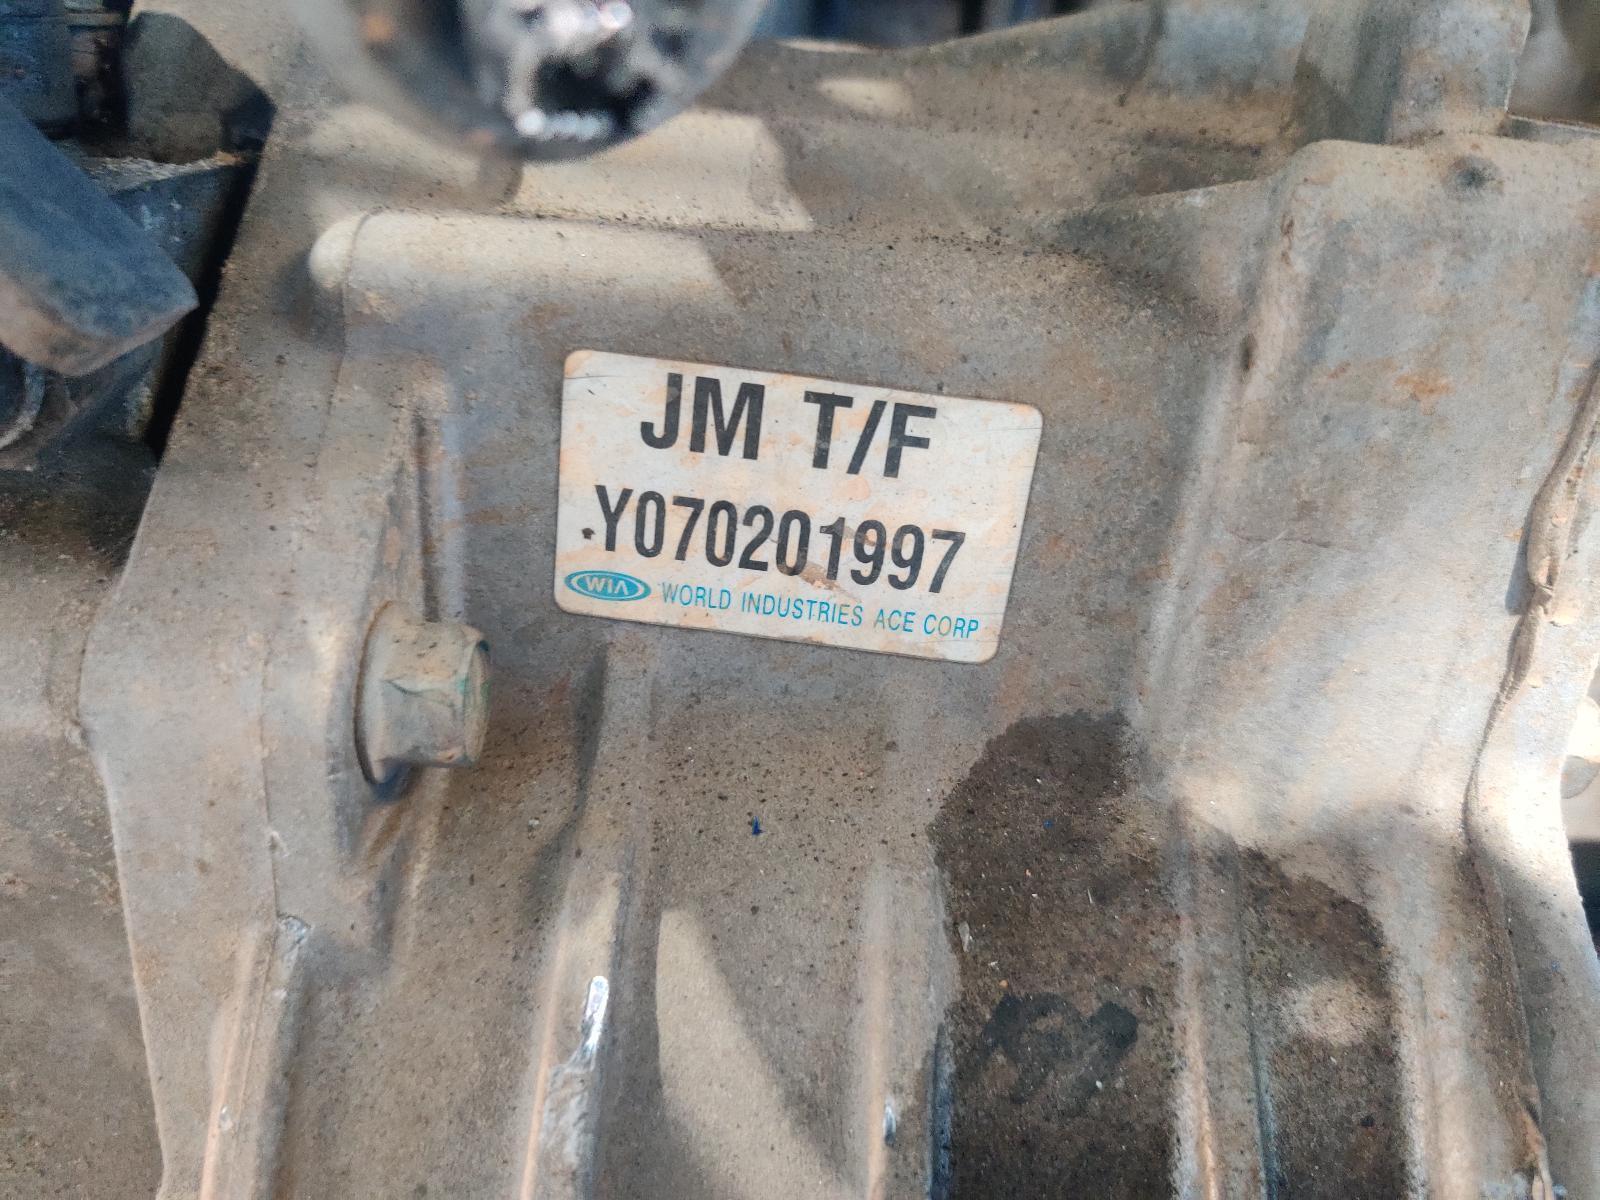 JM T/F
Y070201997
WIA WORLD INDUSTRIES ACE CORP